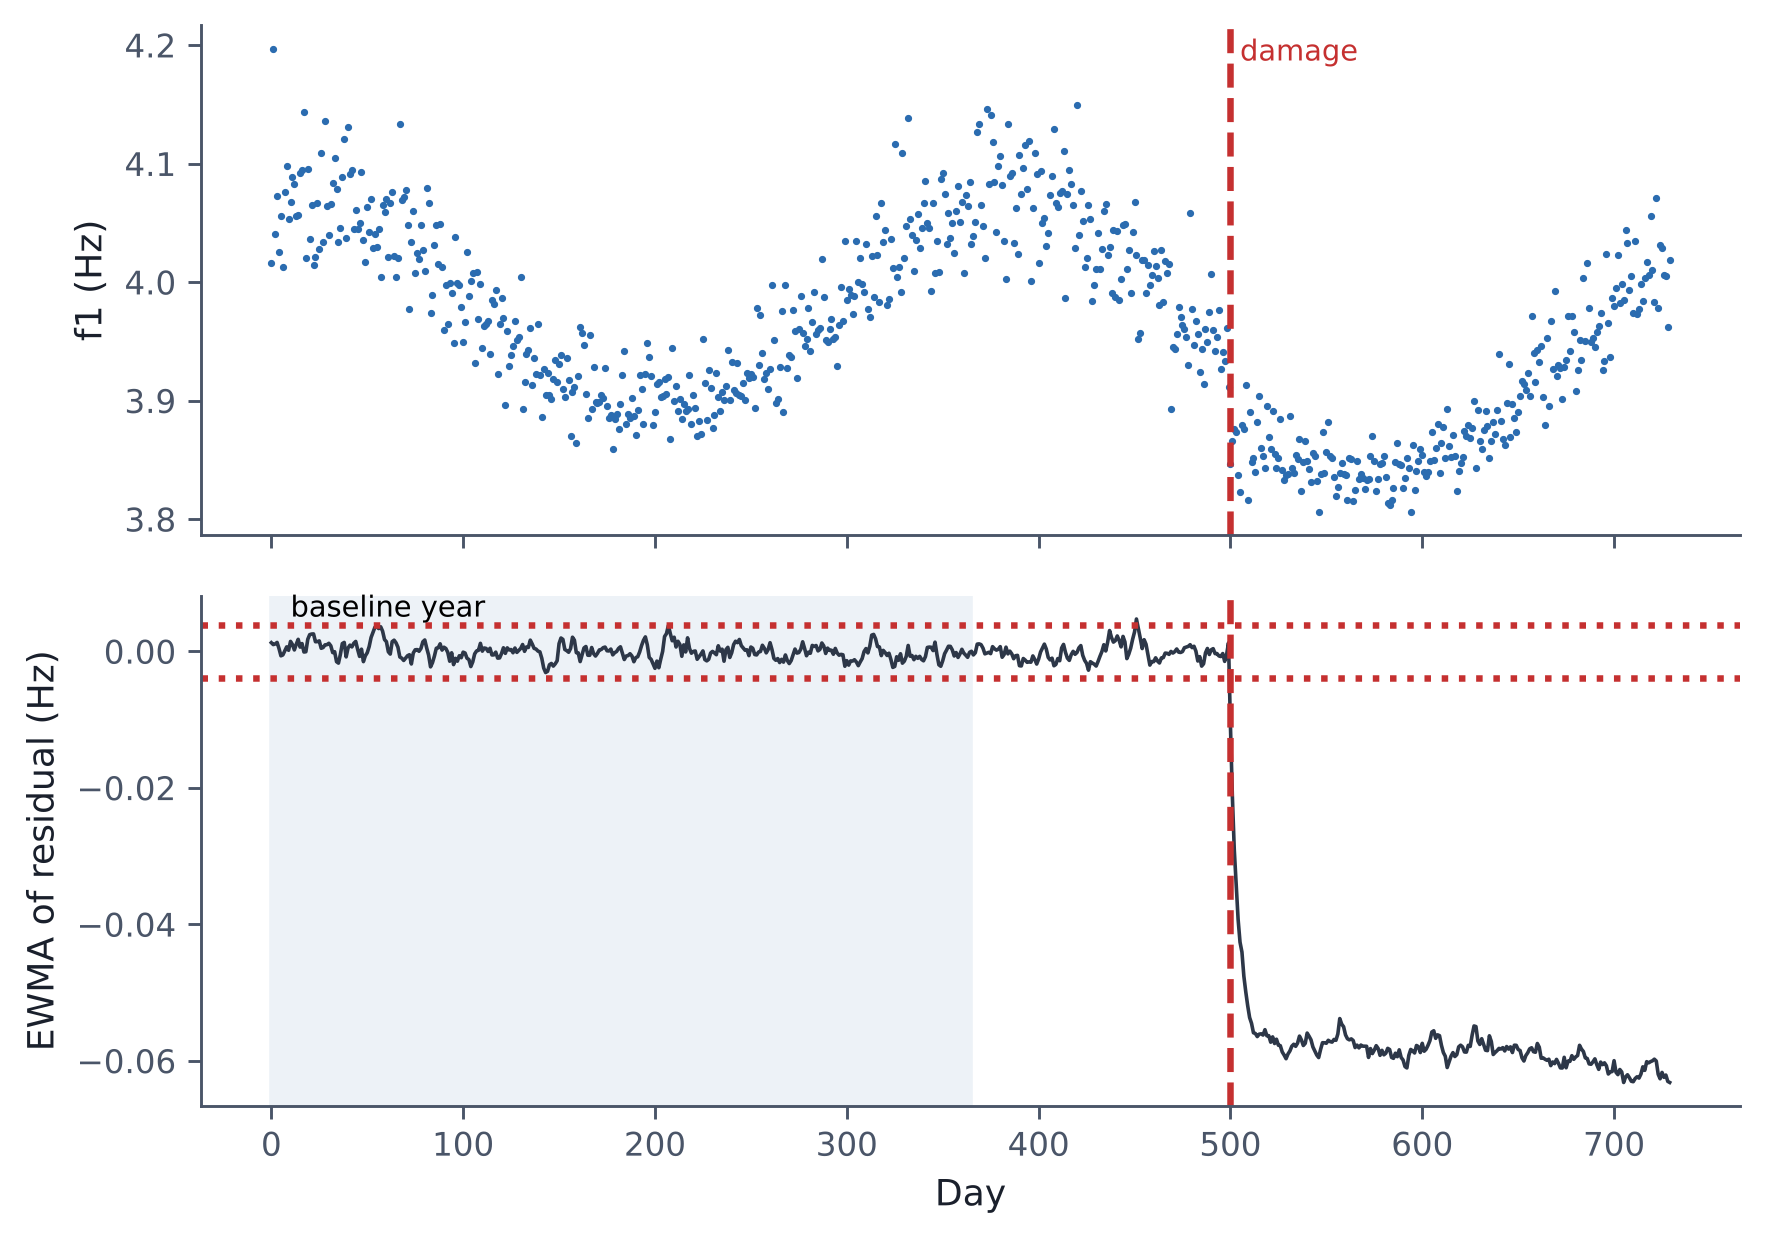 4.2
4.1
4.0
3.9
3.8
f1 (Hz)
damage
baseline year
0.00
−0.02
−0.04
−0.06
EWMA of residual (Hz)
0 100 200 300 400 500 600 700
Day